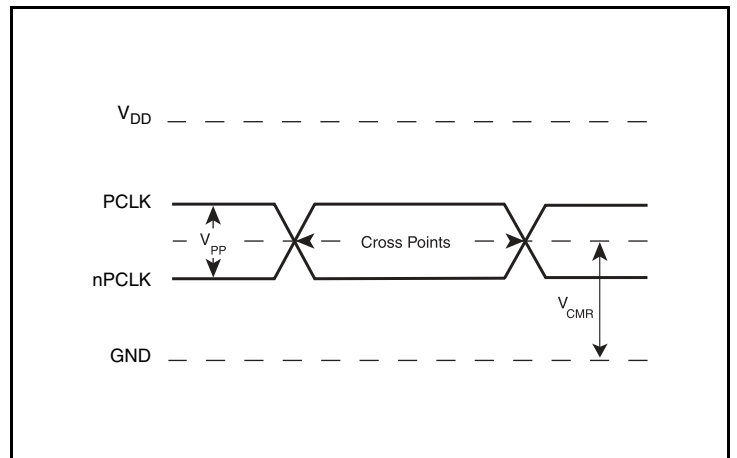 VDD
PCLK
VPP
Cross Points
nPCLK
VCMR
GND